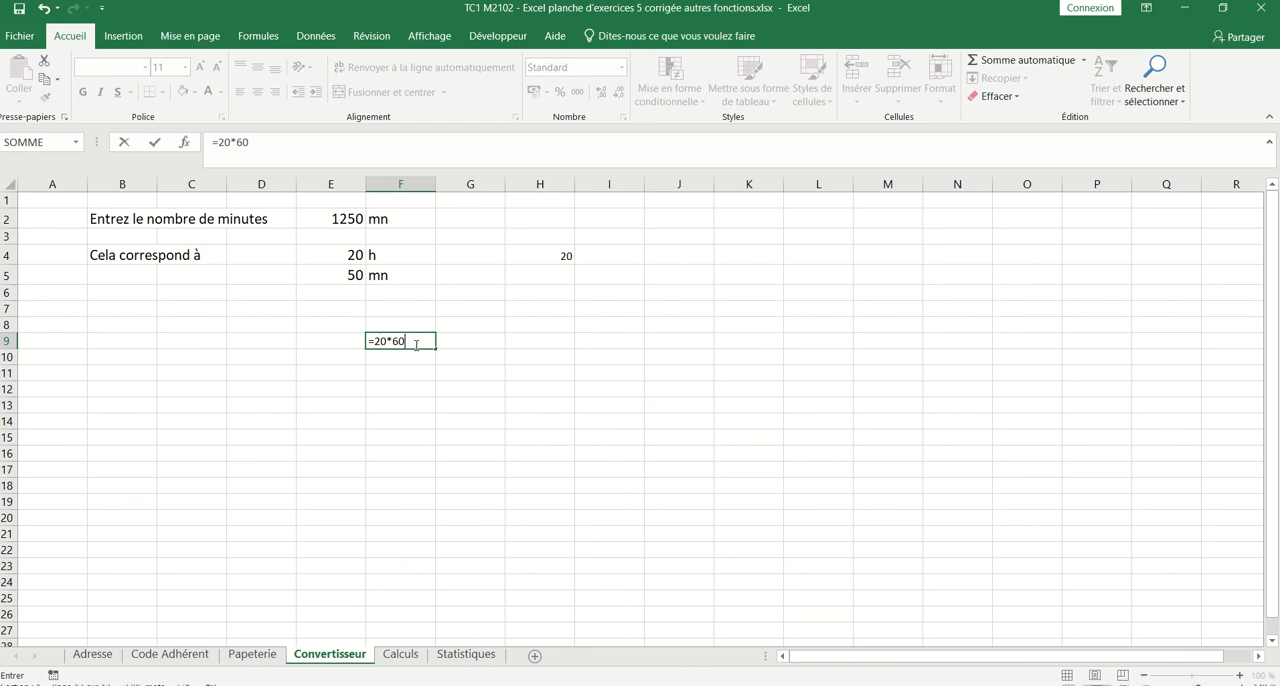 TC1 M2102 - Excel planche d'exercices 5 corrigée autres fonctions.xlsx - Excel
Connexion
Fichier Accueil Insertion Mise en page Formules Données Révision Affichage Développeur Aide Dites-nous ce que vous voulez faire Partager
Coller
11
Renvoyer à la ligne automatiquement
Standard
G I S
Fusionner et centrer
% 000
Mise en forme conditionnelle
Mettre sous forme de tableau
Styles de cellules
Insérer Supprimer Format
Somme automatique
Recopier
Effacer
Trier et filtrer
Rechercher et sélectionner
Presse-papiers Police Alignement Nombre Styles Cellules Édition
SOMME fx =20*60
A B C D E F G H I J K L M N O P Q R
1
2 Entrez le nombre de minutes 1250 mn
3
4 Cela correspond à 20 h 20
5 50 mn
6
7
8
9 =20*60
10
11
12
13
14
15
16
17
18
19
20
21
22
23
24
25
26
27
28
Adresse Code Adhérent Papeterie Convertisseur Calculs Statistiques
Entrer 100 %